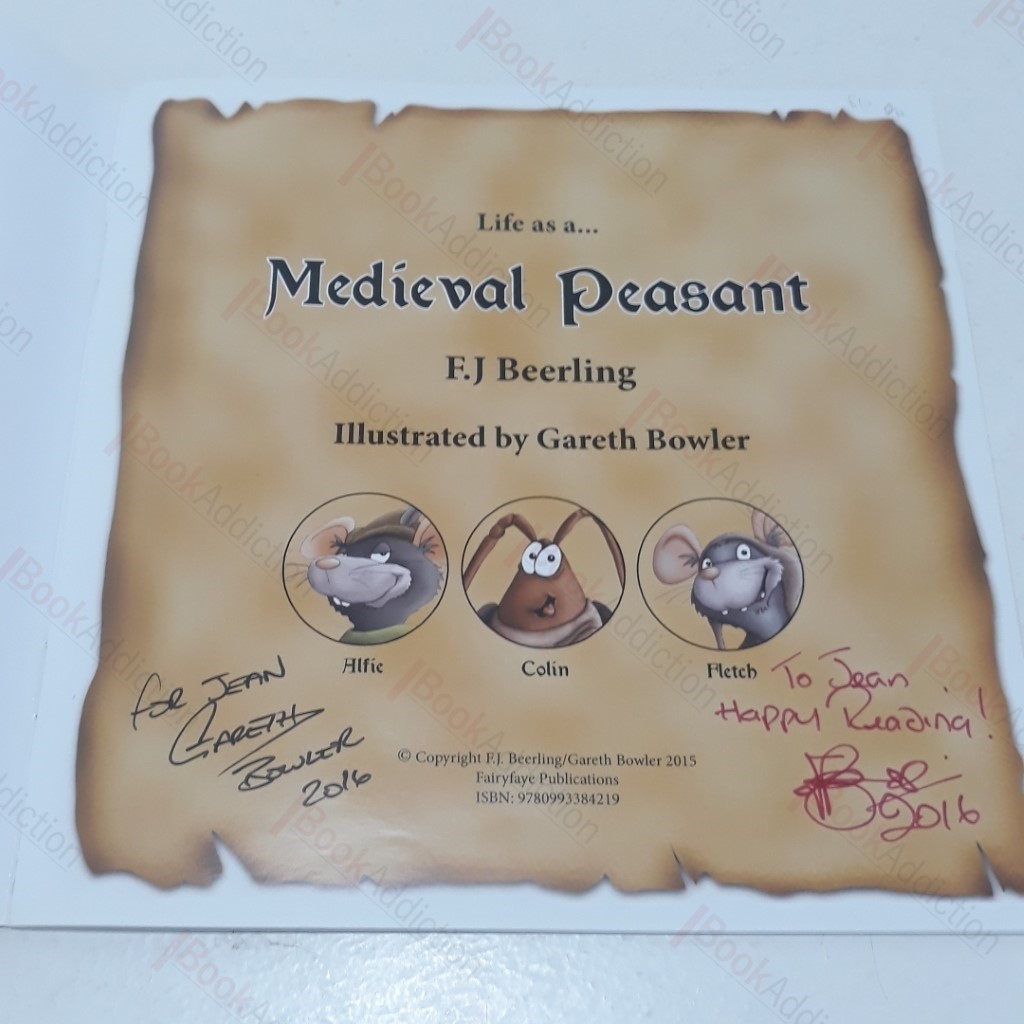 Life as a...
Medieval Peasant
F.J Beerling
Illustrated by Gareth Bowler
Alfie
Colin
Fletch
for JEAN
GARETH
BOWLER
2016
To Jean
Happy Reading!
2016
© Copyright F.J. Beerling/Gareth Bowler 2015
Fairyfaye Publications
ISBN: 9780993384219
BookAddiction